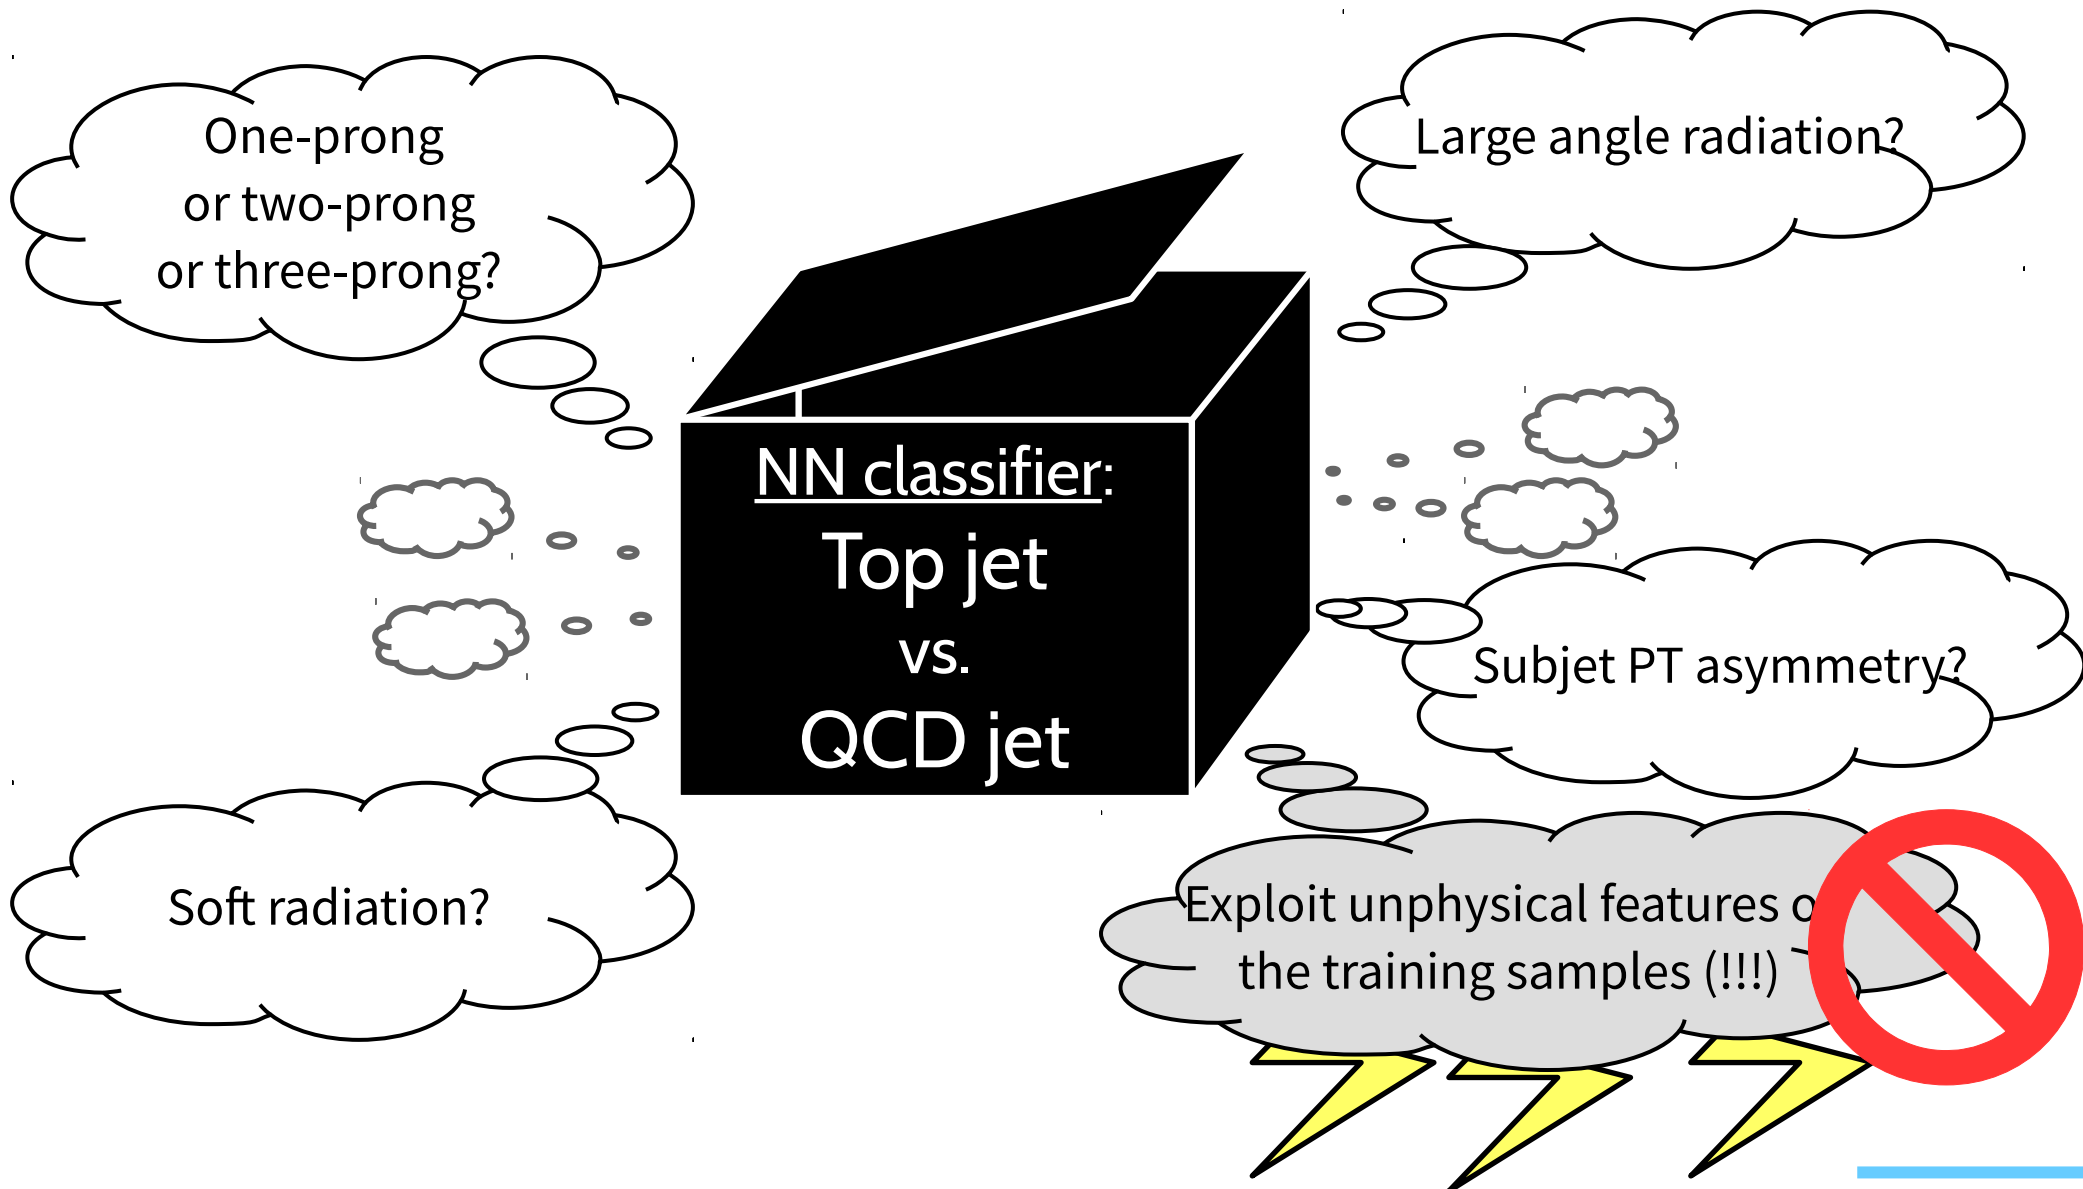 One-prong
or two-prong
or three-prong?
Large angle radiation?
NN classifier:
Top jet
vs.
QCD jet
Subjet PT asymmetry?
Soft radiation?
Exploit unphysical features
the training samples (!!!)